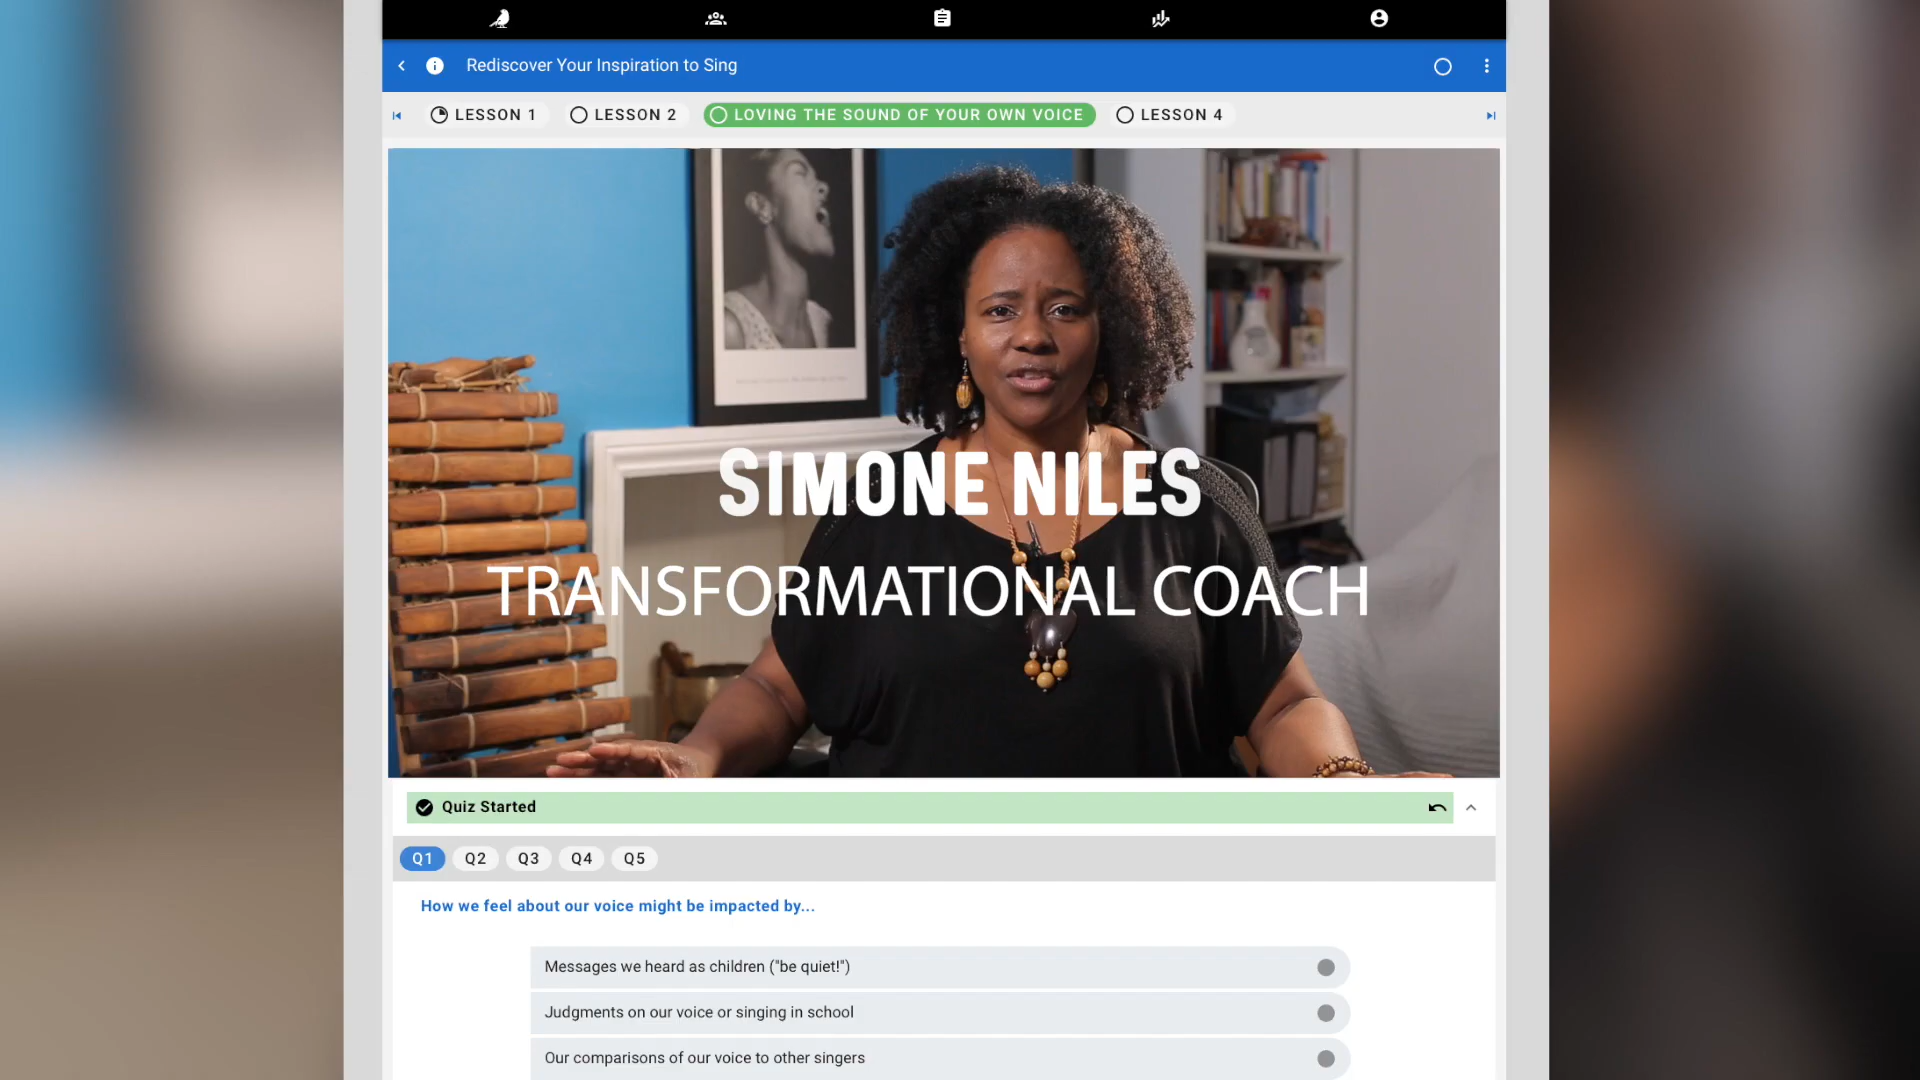 Rediscover Your Inspiration to Sing
LESSON 1
LESSON 2
LOVING THE SOUND OF YOUR OWN VOICE
LESSON 4
SIMONE NILES
TRANSFORMATIONAL COACH
Quiz Started
Q1
Q2
Q3
Q4
Q5
How we feel about our voice might be impacted by...
Messages we heard as children ("be quiet!")
Judgments on our voice or singing in school
Our comparisons of our voice to other singers